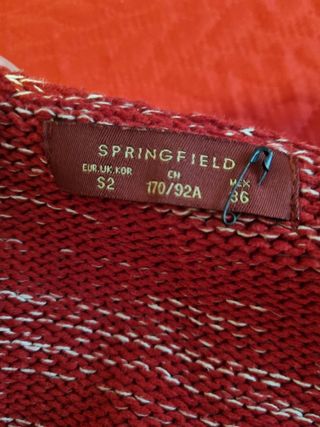 SPRINGFIELD
EUR.UK.KOR CN MEX
S2 170/92A 36